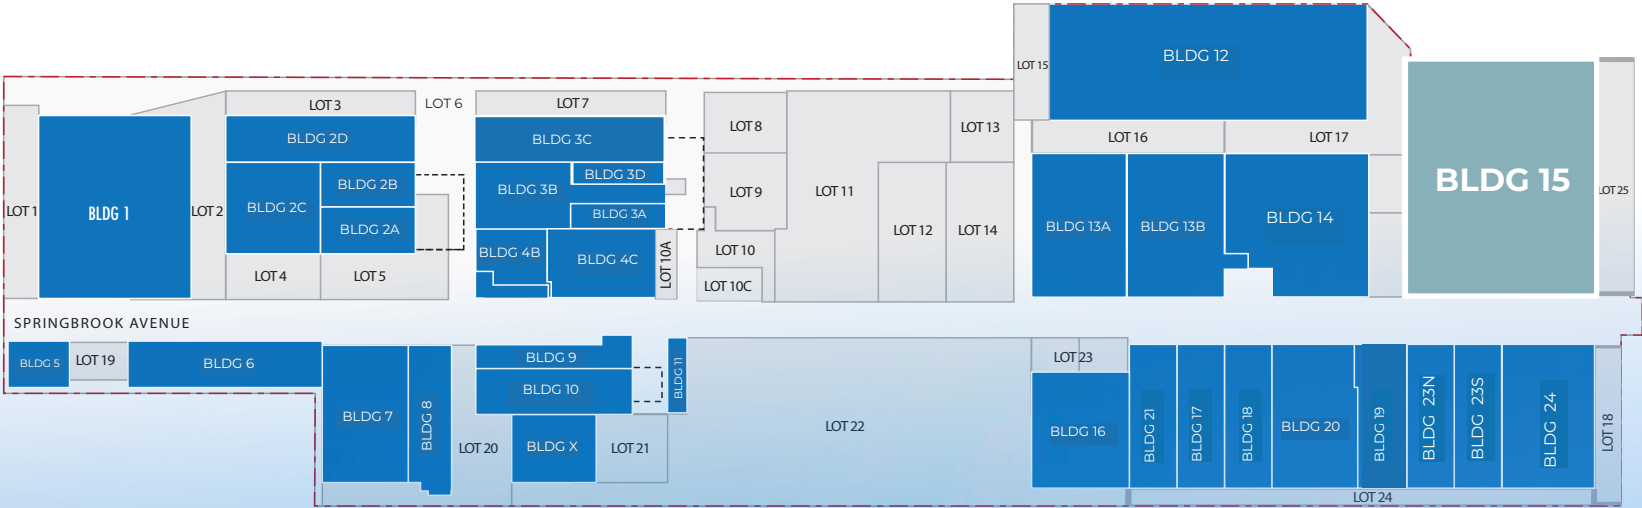 BLDG 12
LOT 15
LOT 3
LOT 6
LOT 7
LOT 8
LOT 13
BLDG 2D
BLDG 3C
LOT 16
LOT 17
BLDG 2B
BLDG 3D
BLDG 3B
LOT 9
LOT 11
BLDG 15
LOT 25
LOT 1
BLDG 1
LOT 2
BLDG 2C
BLDG 2A
BLDG 3A
LOT 12
LOT 14
BLDG 13A
BLDG 13B
BLDG 14
BLDG 4B
BLDG 4C
LOT 10A
LOT 10
LOT 4
LOT 5
LOT 10C
SPRINGBROOK AVENUE
BLDG 5
LOT 19
BLDG 6
BLDG 9
BLDG 11
LOT 23
BLDG 10
BLDG 7
BLDG 8
LOT 20
BLDG X
LOT 21
LOT 22
BLDG 16
BLDG 21
BLDG 17
BLDG 18
BLDG 20
BLDG 19
BLDG 23N
BLDG 23S
BLDG 24
LOT 18
LOT 24